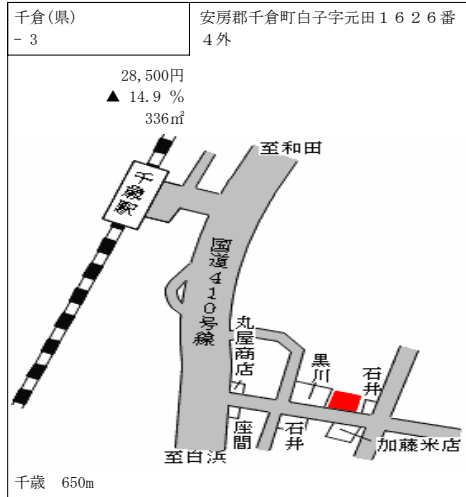 千倉(県)
- 3
安房郡千倉町白子字元田１６２６番
４外
28,500円
▲ 14.9 %
336㎡
至和田
千歳駅
国道410号線
丸屋商店
黒川
石井
座間
石井
加藤米店
至白浜
千歳 650m